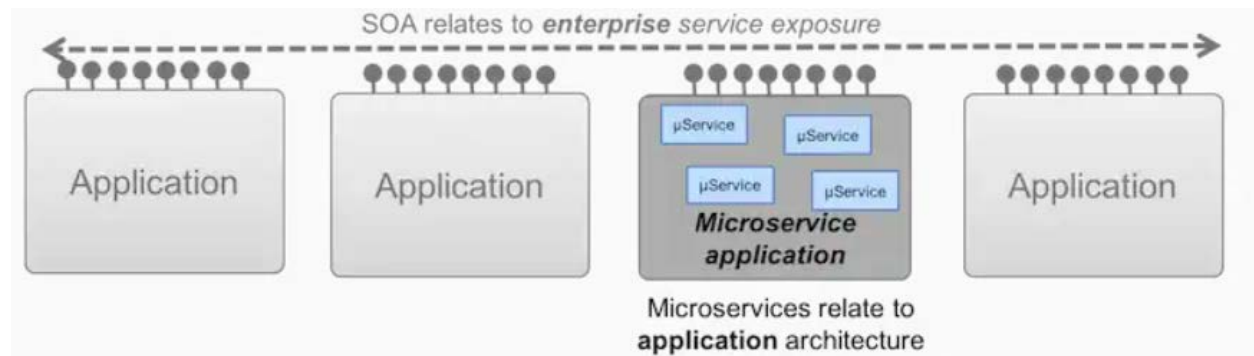 SOA relates to enterprise service exposure
Application
Application
µService
µService
µService
µService
Microservice
application
Application
Microservices relate to
application architecture